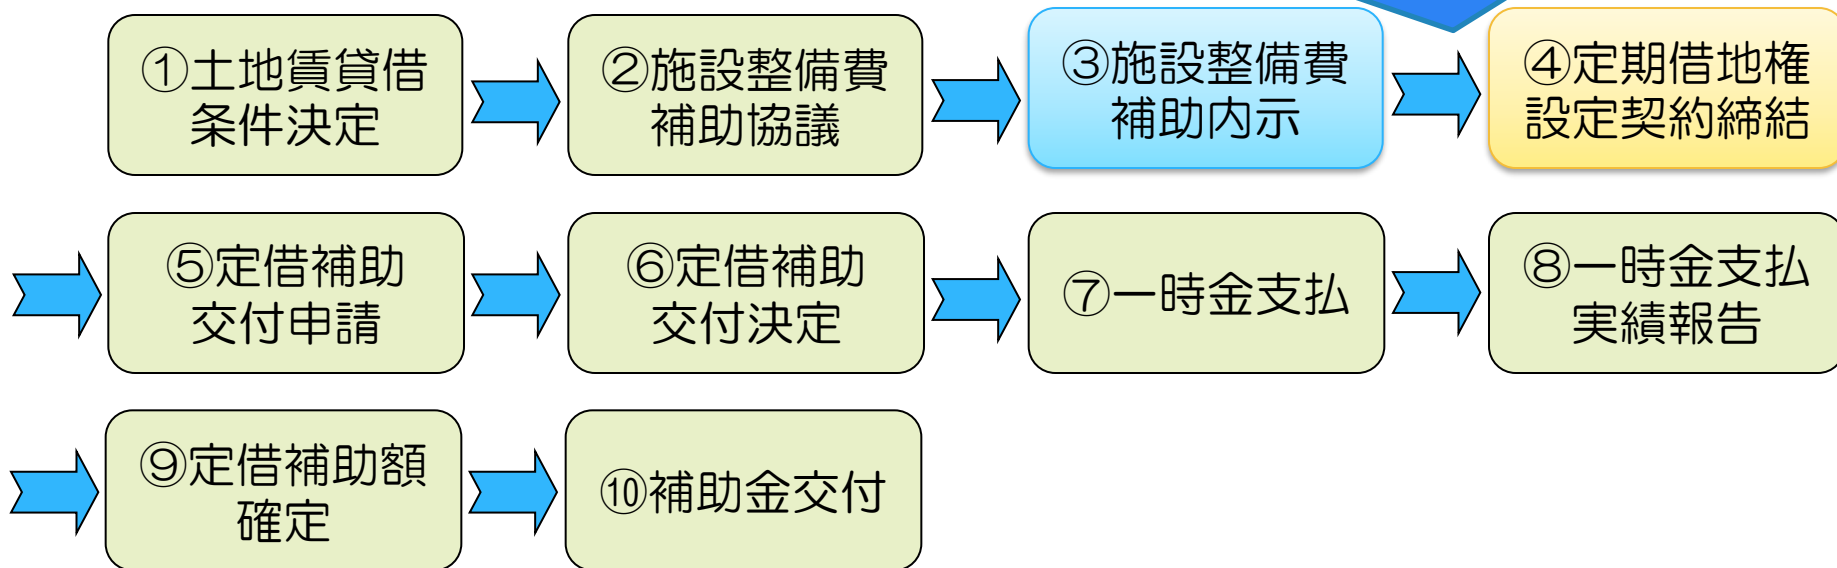 ①土地賃貸借
条件決定
②施設整備費
補助協議
③施設整備費
補助内示
④定期借地権
設定契約締結
⑤定借補助
交付申請
⑥定借補助
交付決定
⑦一時金支払
⑧一時金支払
実績報告
⑨定借補助額
確定
⑩補助金交付